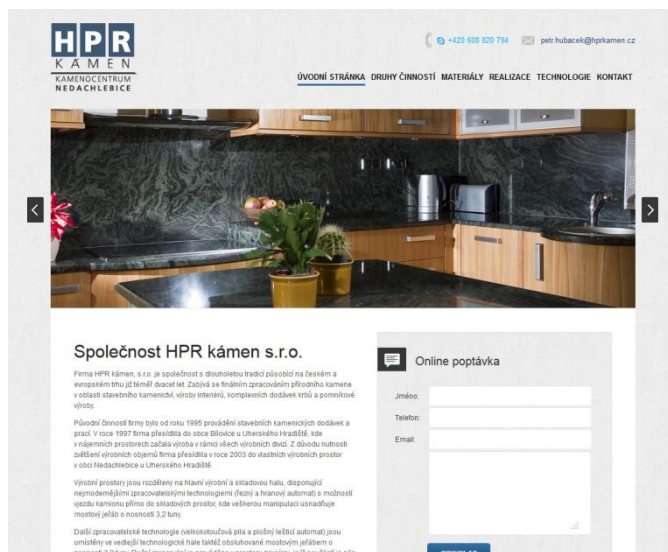 HPR
KÁMEN
KAMENOCENTRUM
NEDACHLEBICE
+420 608 820 794 petr.hubacek@hprkamen.cz
ÚVODNÍ STRÁNKA DRUHY ČINNOSTÍ MATERIÁLY REALIZACE TECHNOLOGIE KONTAKT
Společnost HPR kámen s.r.o.
Firma HPR kámen, s.r.o. je společnost s dlouholetou tradicí působící na českém a
evropském trhu již téměř dvacet let. Zabývá se finálním zpracováním přírodního kamene
v oblasti stavebního kamenictví, výroby interiérů, komplexních dodávek krbů a pomníkové
výroby.
Původní činností firmy bylo od roku 1995 provádění stavebních kamenických dodávek a
prací. V roce 1997 firma přesídlila do obce Bílovice u Uherského Hradiště, kde
v nájemních prostorech začala výroba v rámci všech výrobních divizí. Z důvodu nutnosti
zvětšení výrobních objemů firma přesídlila v roce 2003 do vlastních výrobních prostor
v obci Nedachlebice u Uherského Hradiště.
Výrobní prostory jsou rozděleny na hlavní výrobní a skladovou halu, disponující
nejmodernějšími zpracovatelskými technologiemi (řezný a hranový automat) s možností
vjezdu kamionu přímo do skladových prostor, kde veškerou manipulaci usnadňuje
mostový jeřáb o nosnosti 3,2 tuny.
Další zpracovatelské technologie (velkokotoučová pila a plošný lešticí automat) jsou
umístěny ve vedlejší technologické hale taktéž obsluhované mostovým jeřábem o
Online poptávka
Jméno:
Telefon:
Email: